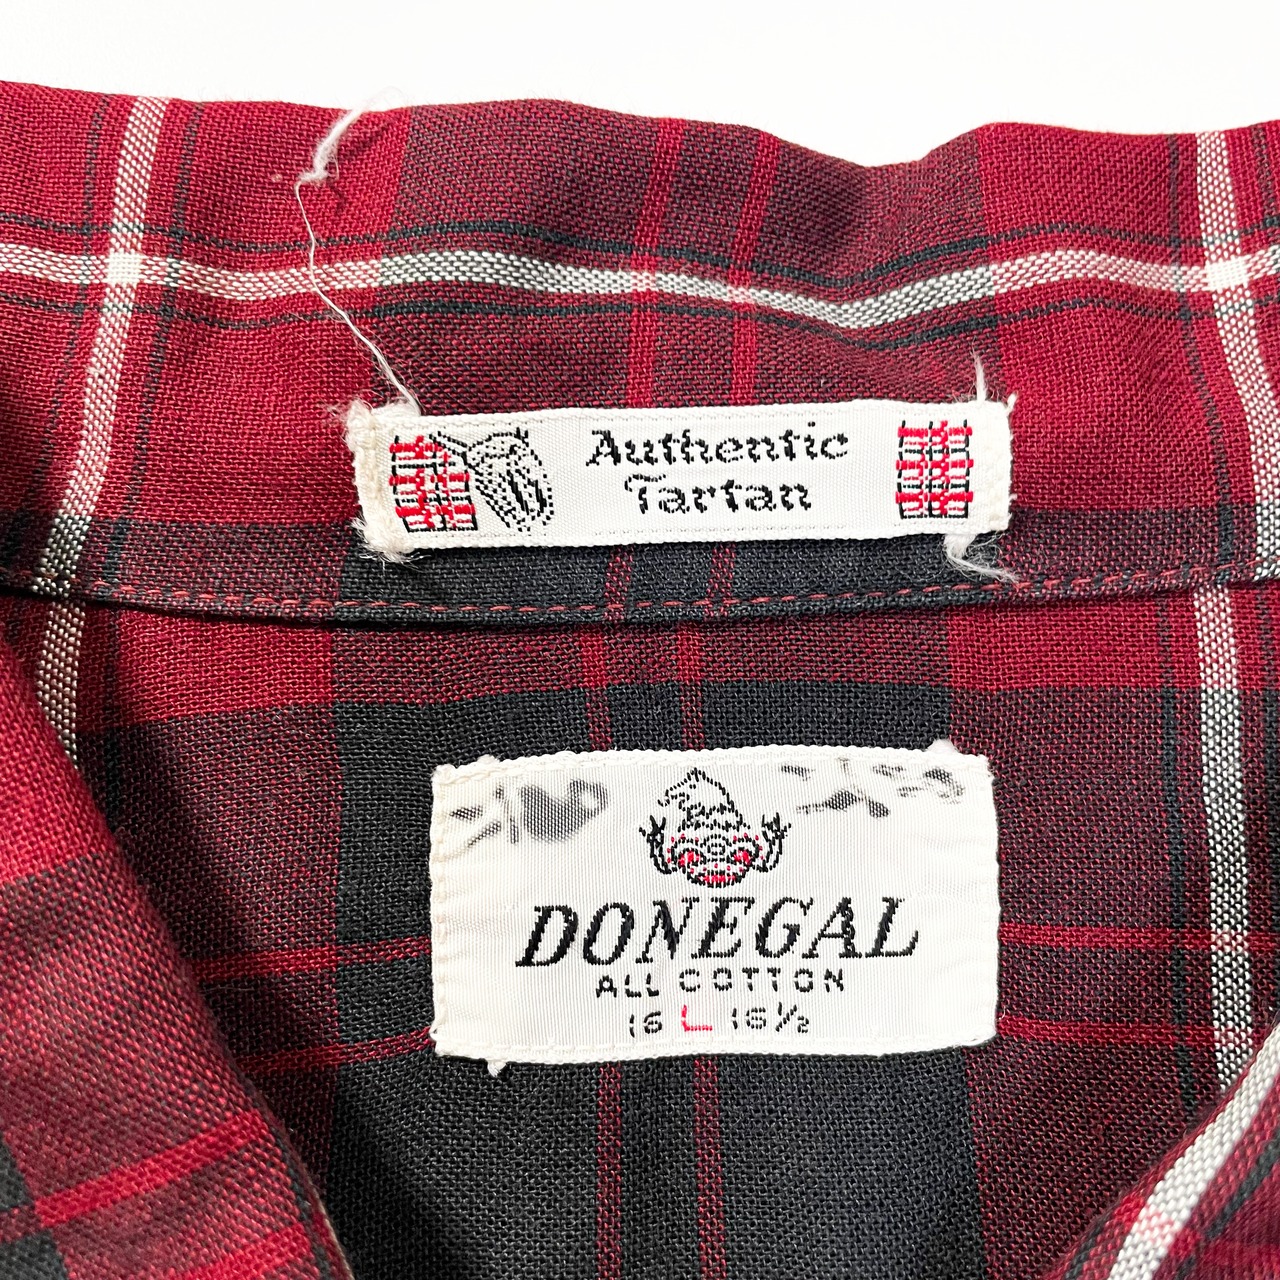 Authentic
Tartan
DONEGAL
ALL COTTON
16 L 16½